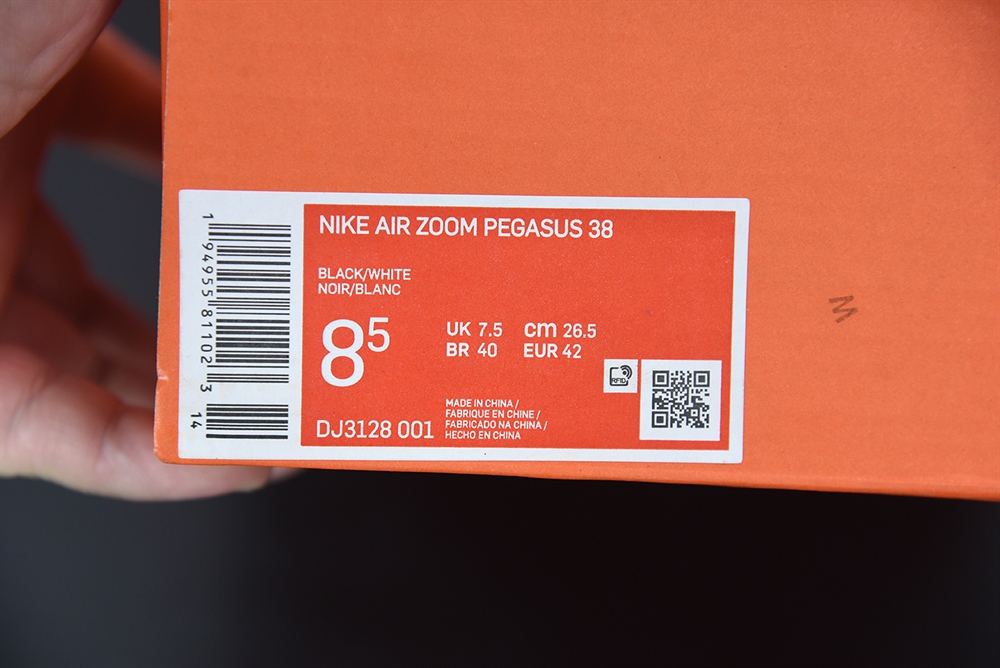 NIKE AIR ZOOM PEGASUS 38
BLACK/WHITE
NOIR/BLANC
85
UK 7.5 cm 26.5
BR 40 EUR 42
RFID
DJ3128 001
MADE IN CHINA /
FABRIQUE EN CHINE /
FABRICADO NA CHINA /
HECHO EN CHINA
1 94955 81102 3
14
M